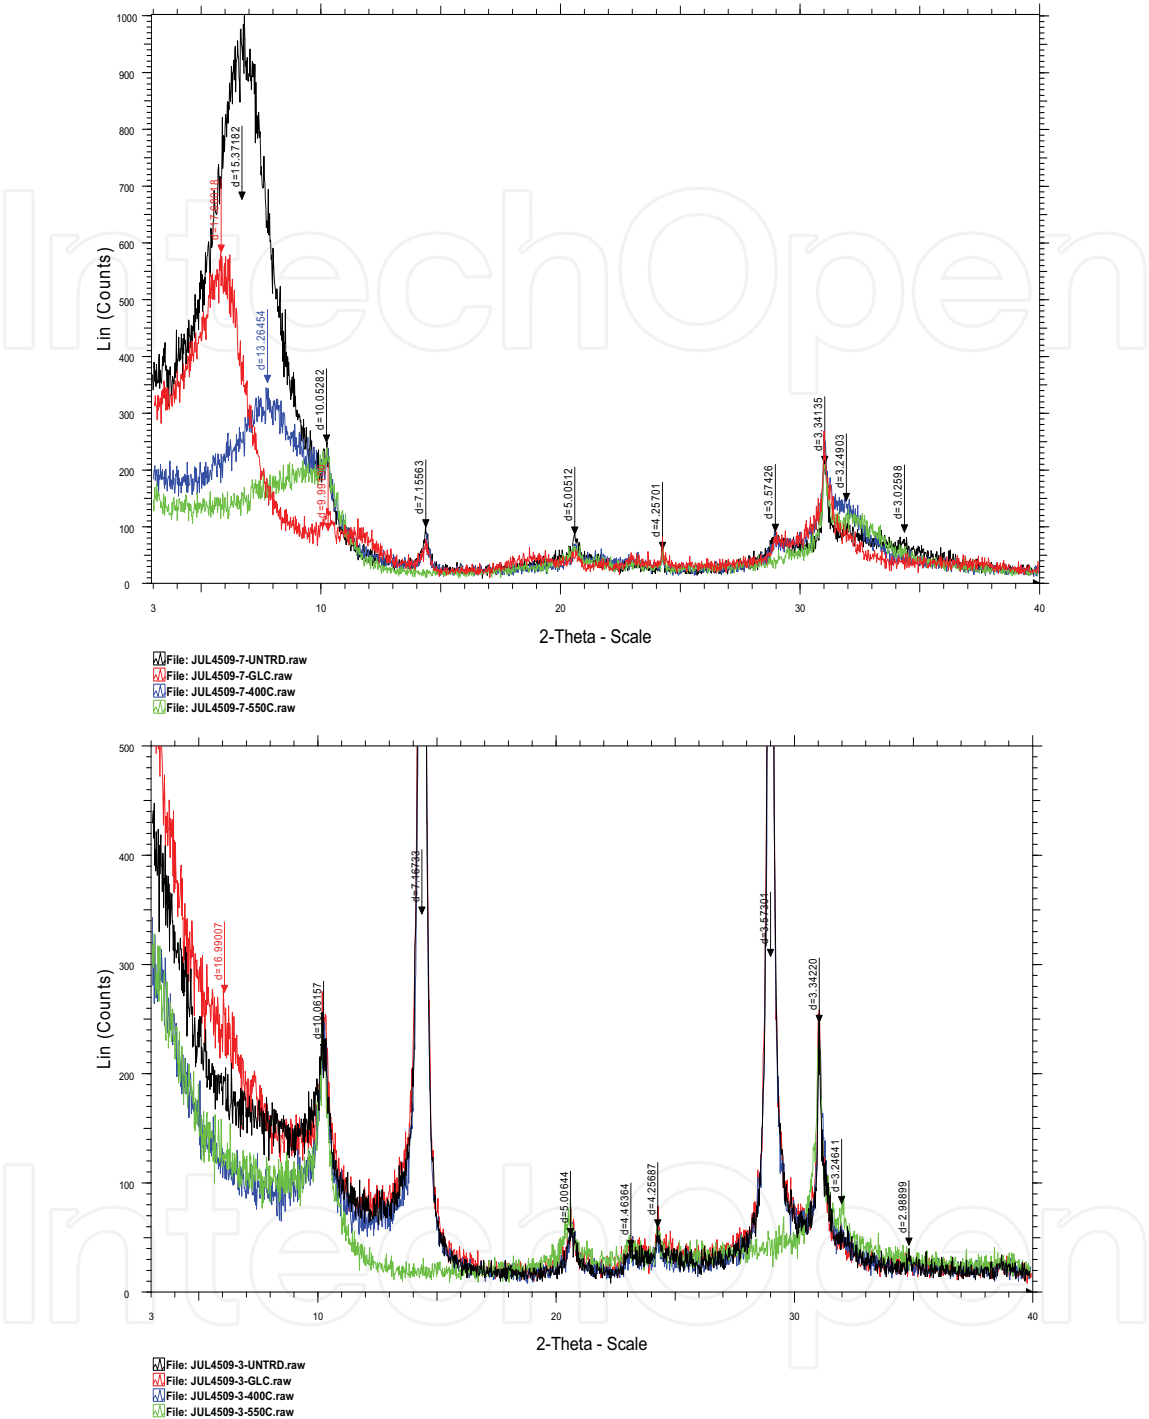 1000
900
800
700
600
500
400
300
200
100
0
Lin (Counts)
d=15.37182
d=13.26454
d=10.05282
d=7.15563
d=5.00512
d=4.25701
d=3.57426
d=3.34135
d=3.24903
d=3.02598
3 10 20 30 40
2-Theta - Scale
File: JUL4509-7-UNTRD.raw
File: JUL4509-7-GLC.raw
File: JUL4509-7-400C.raw
File: JUL4509-7-550C.raw
IntechOpen
500
400
300
200
100
0
Lin (Counts)
d=16.99007
d=10.06157
d=7.16733
d=5.00644
d=4.46364
d=4.25687
d=3.57301
d=3.34220
d=3.24641
d=2.98899
3 10 20 30 40
2-Theta - Scale
File: JUL4509-3-UNTRD.raw
File: JUL4509-3-GLC.raw
File: JUL4509-3-400C.raw
File: JUL4509-3-550C.raw
IntechOpen